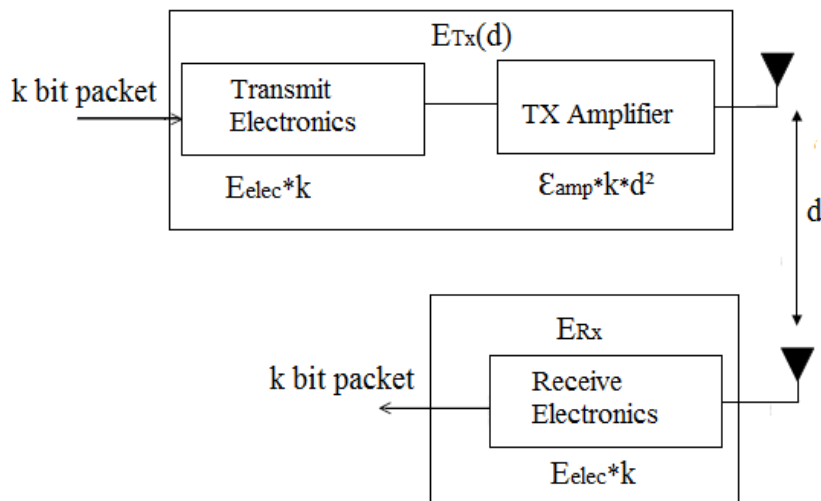 ETx(d)
k bit packet
Transmit
Electronics
TX Amplifier
Eelec*k
Ɛamp*k*d²
d
ERx
k bit packet
Receive
Electronics
Eelec*k